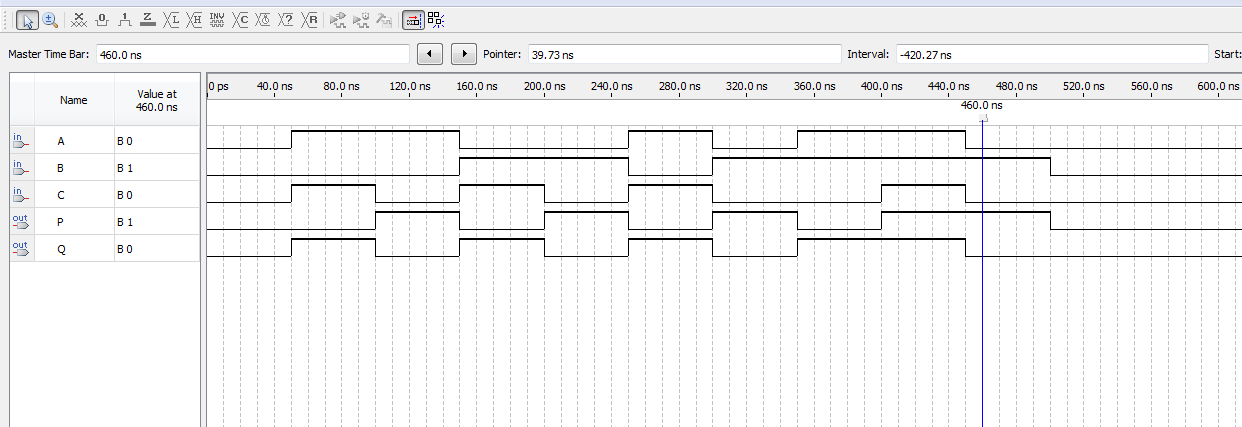 Z L H INV C ? R
Master Time Bar: 460.0 ns Pointer: 39.73 ns Interval: -420.27 ns Start:
Name Value at 460.0 ns
0 ps 40.0 ns 80.0 ns 120.0 ns 160.0 ns 200.0 ns 240.0 ns 280.0 ns 320.0 ns 360.0 ns 400.0 ns 440.0 ns 480.0 ns 520.0 ns 560.0 ns 600.0 ns
460.0 ns
in A B 0
in B B 1
in C B 0
out P B 1
out Q B 0